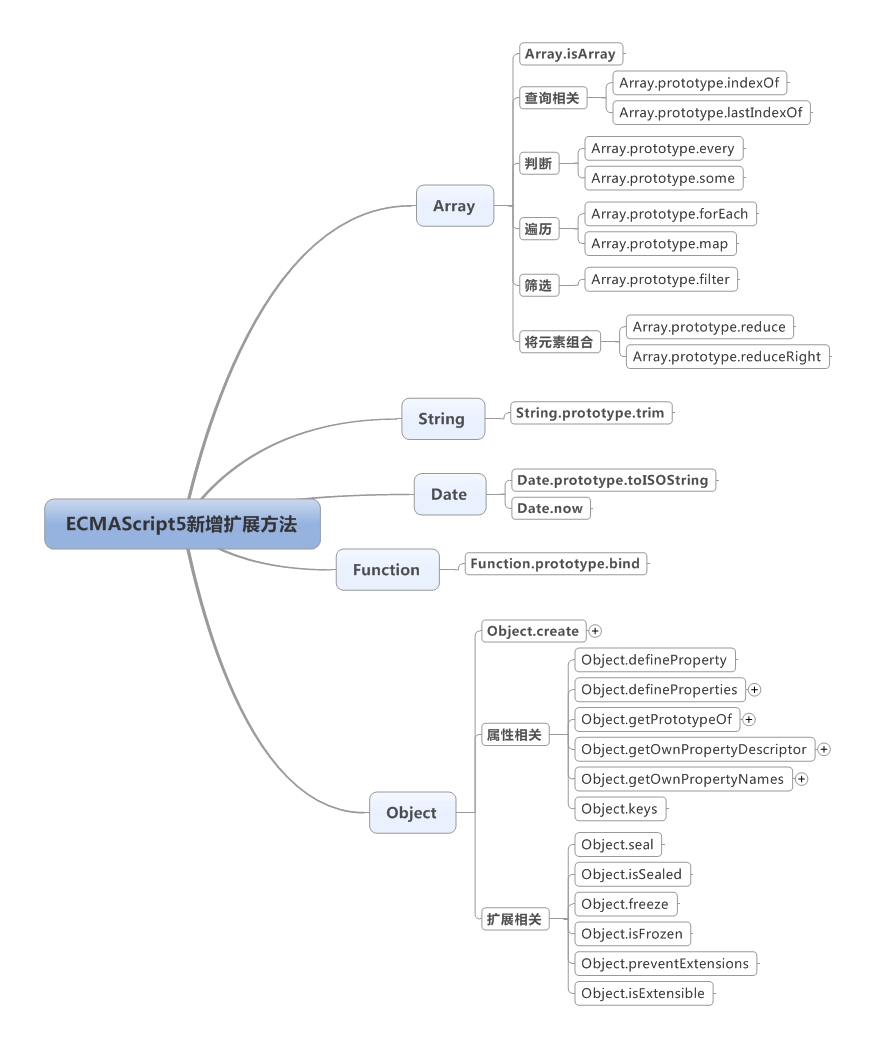 ECMAScript5新增扩展方法
Array
Array.isArray
查询相关
Array.prototype.indexOf
Array.prototype.lastIndexOf
判断
Array.prototype.every
Array.prototype.some
遍历
Array.prototype.forEach
Array.prototype.map
筛选
Array.prototype.filter
将元素组合
Array.prototype.reduce
Array.prototype.reduceRight
String
String.prototype.trim
Date
Date.prototype.toISOString
Date.now
Function
Function.prototype.bind
Object
Object.create
属性相关
Object.defineProperty
Object.defineProperties
Object.getPrototypeOf
Object.getOwnPropertyDescriptor
Object.getOwnPropertyNames
Object.keys
扩展相关
Object.seal
Object.isSealed
Object.freeze
Object.isFrozen
Object.preventExtensions
Object.isExtensible